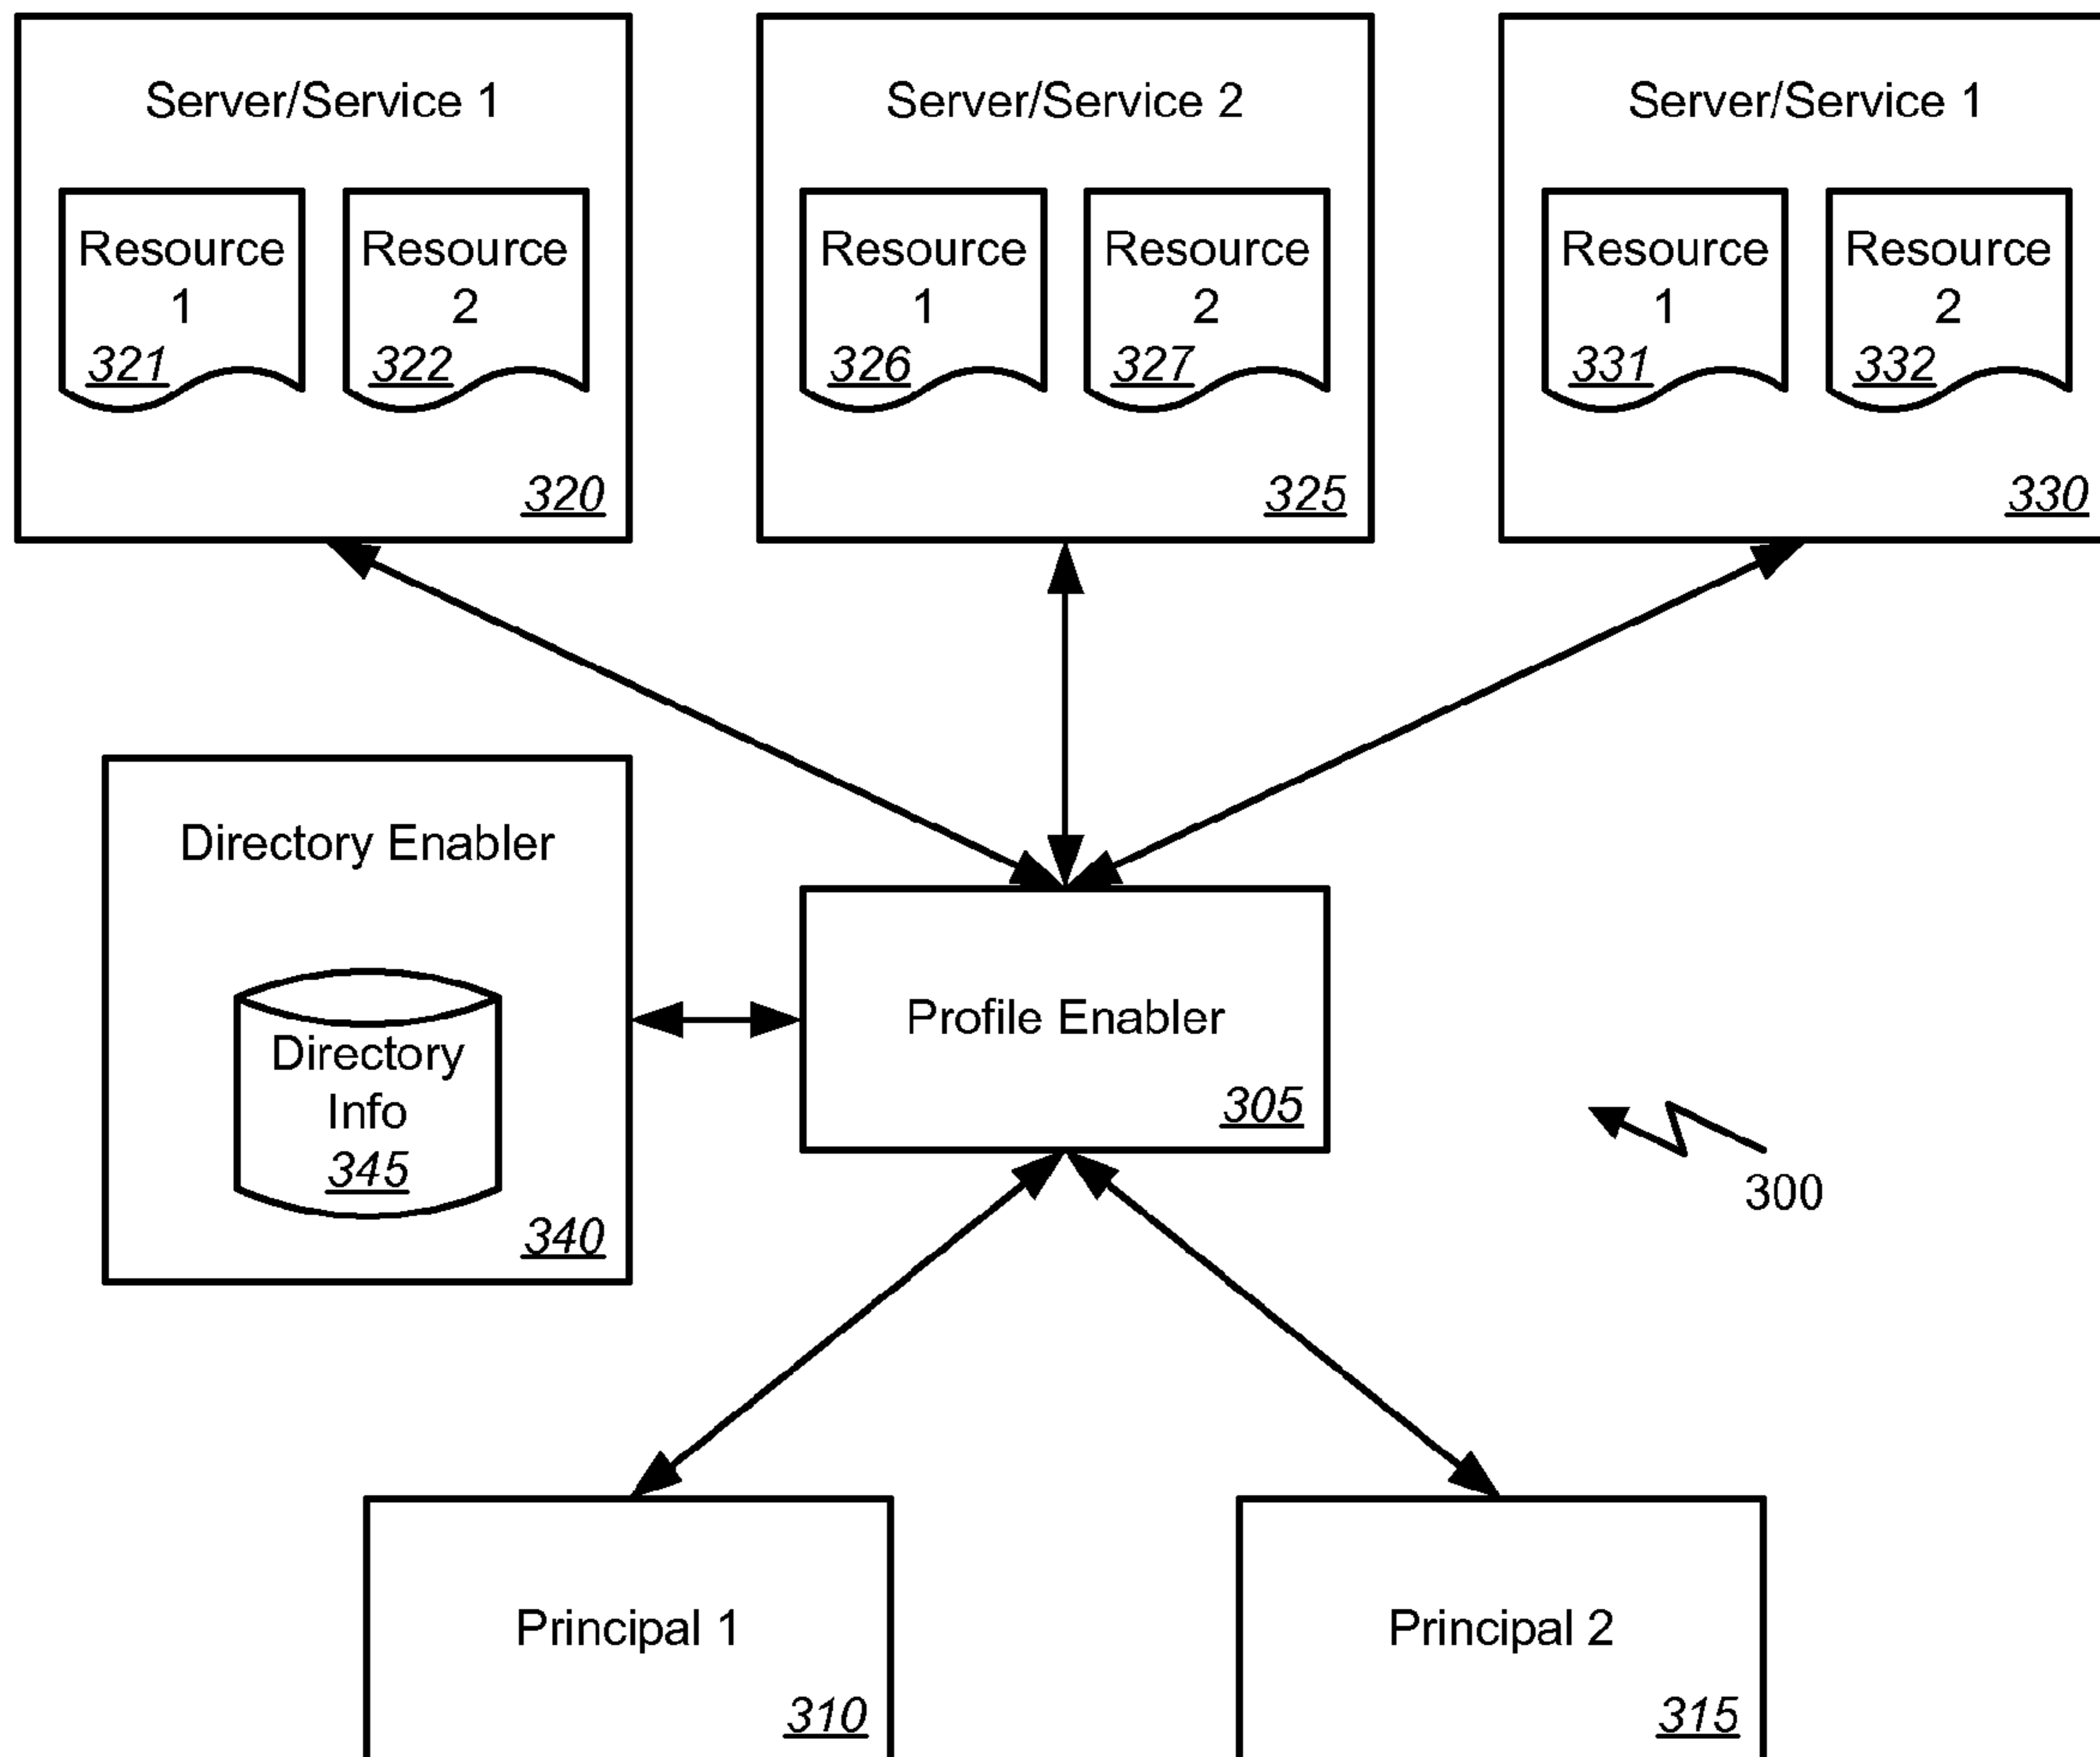 Server/Service 1
Resource
1
321
Resource
2
322
320
Server/Service 2
Resource
1
326
Resource
2
327
325
Server/Service 1
Resource
1
331
Resource
2
332
330
Directory Enabler
Directory
Info
345
340
Profile Enabler
305
300
Principal 1
310
Principal 2
315